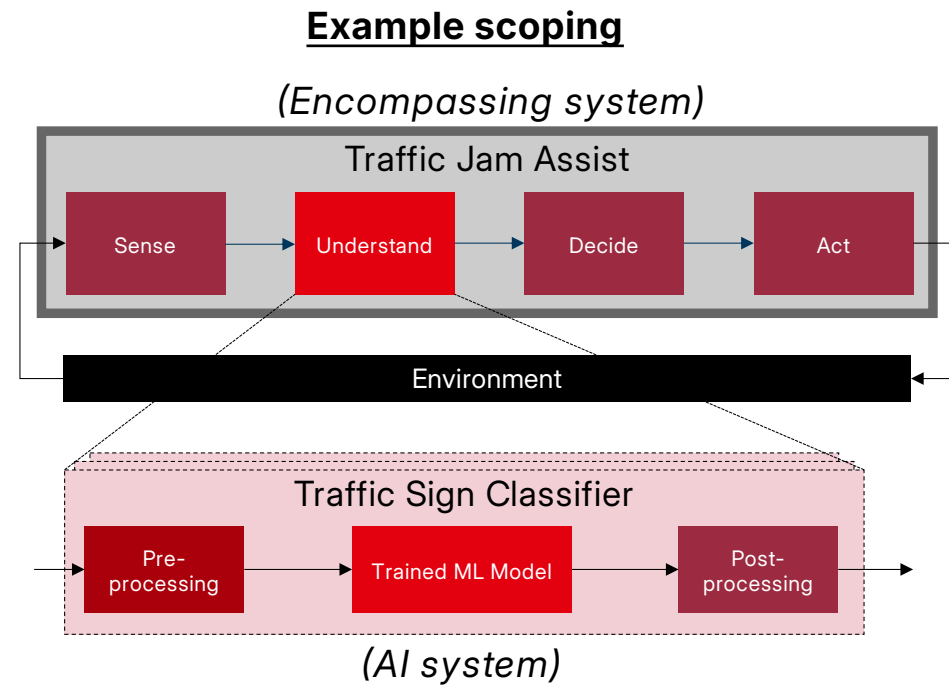 Example scoping
(Encompassing system)
Traffic Jam Assist
Sense
Understand
Decide
Act
Environment
Traffic Sign Classifier
Pre-
processing
Trained ML Model
Post-
processing
(AI system)